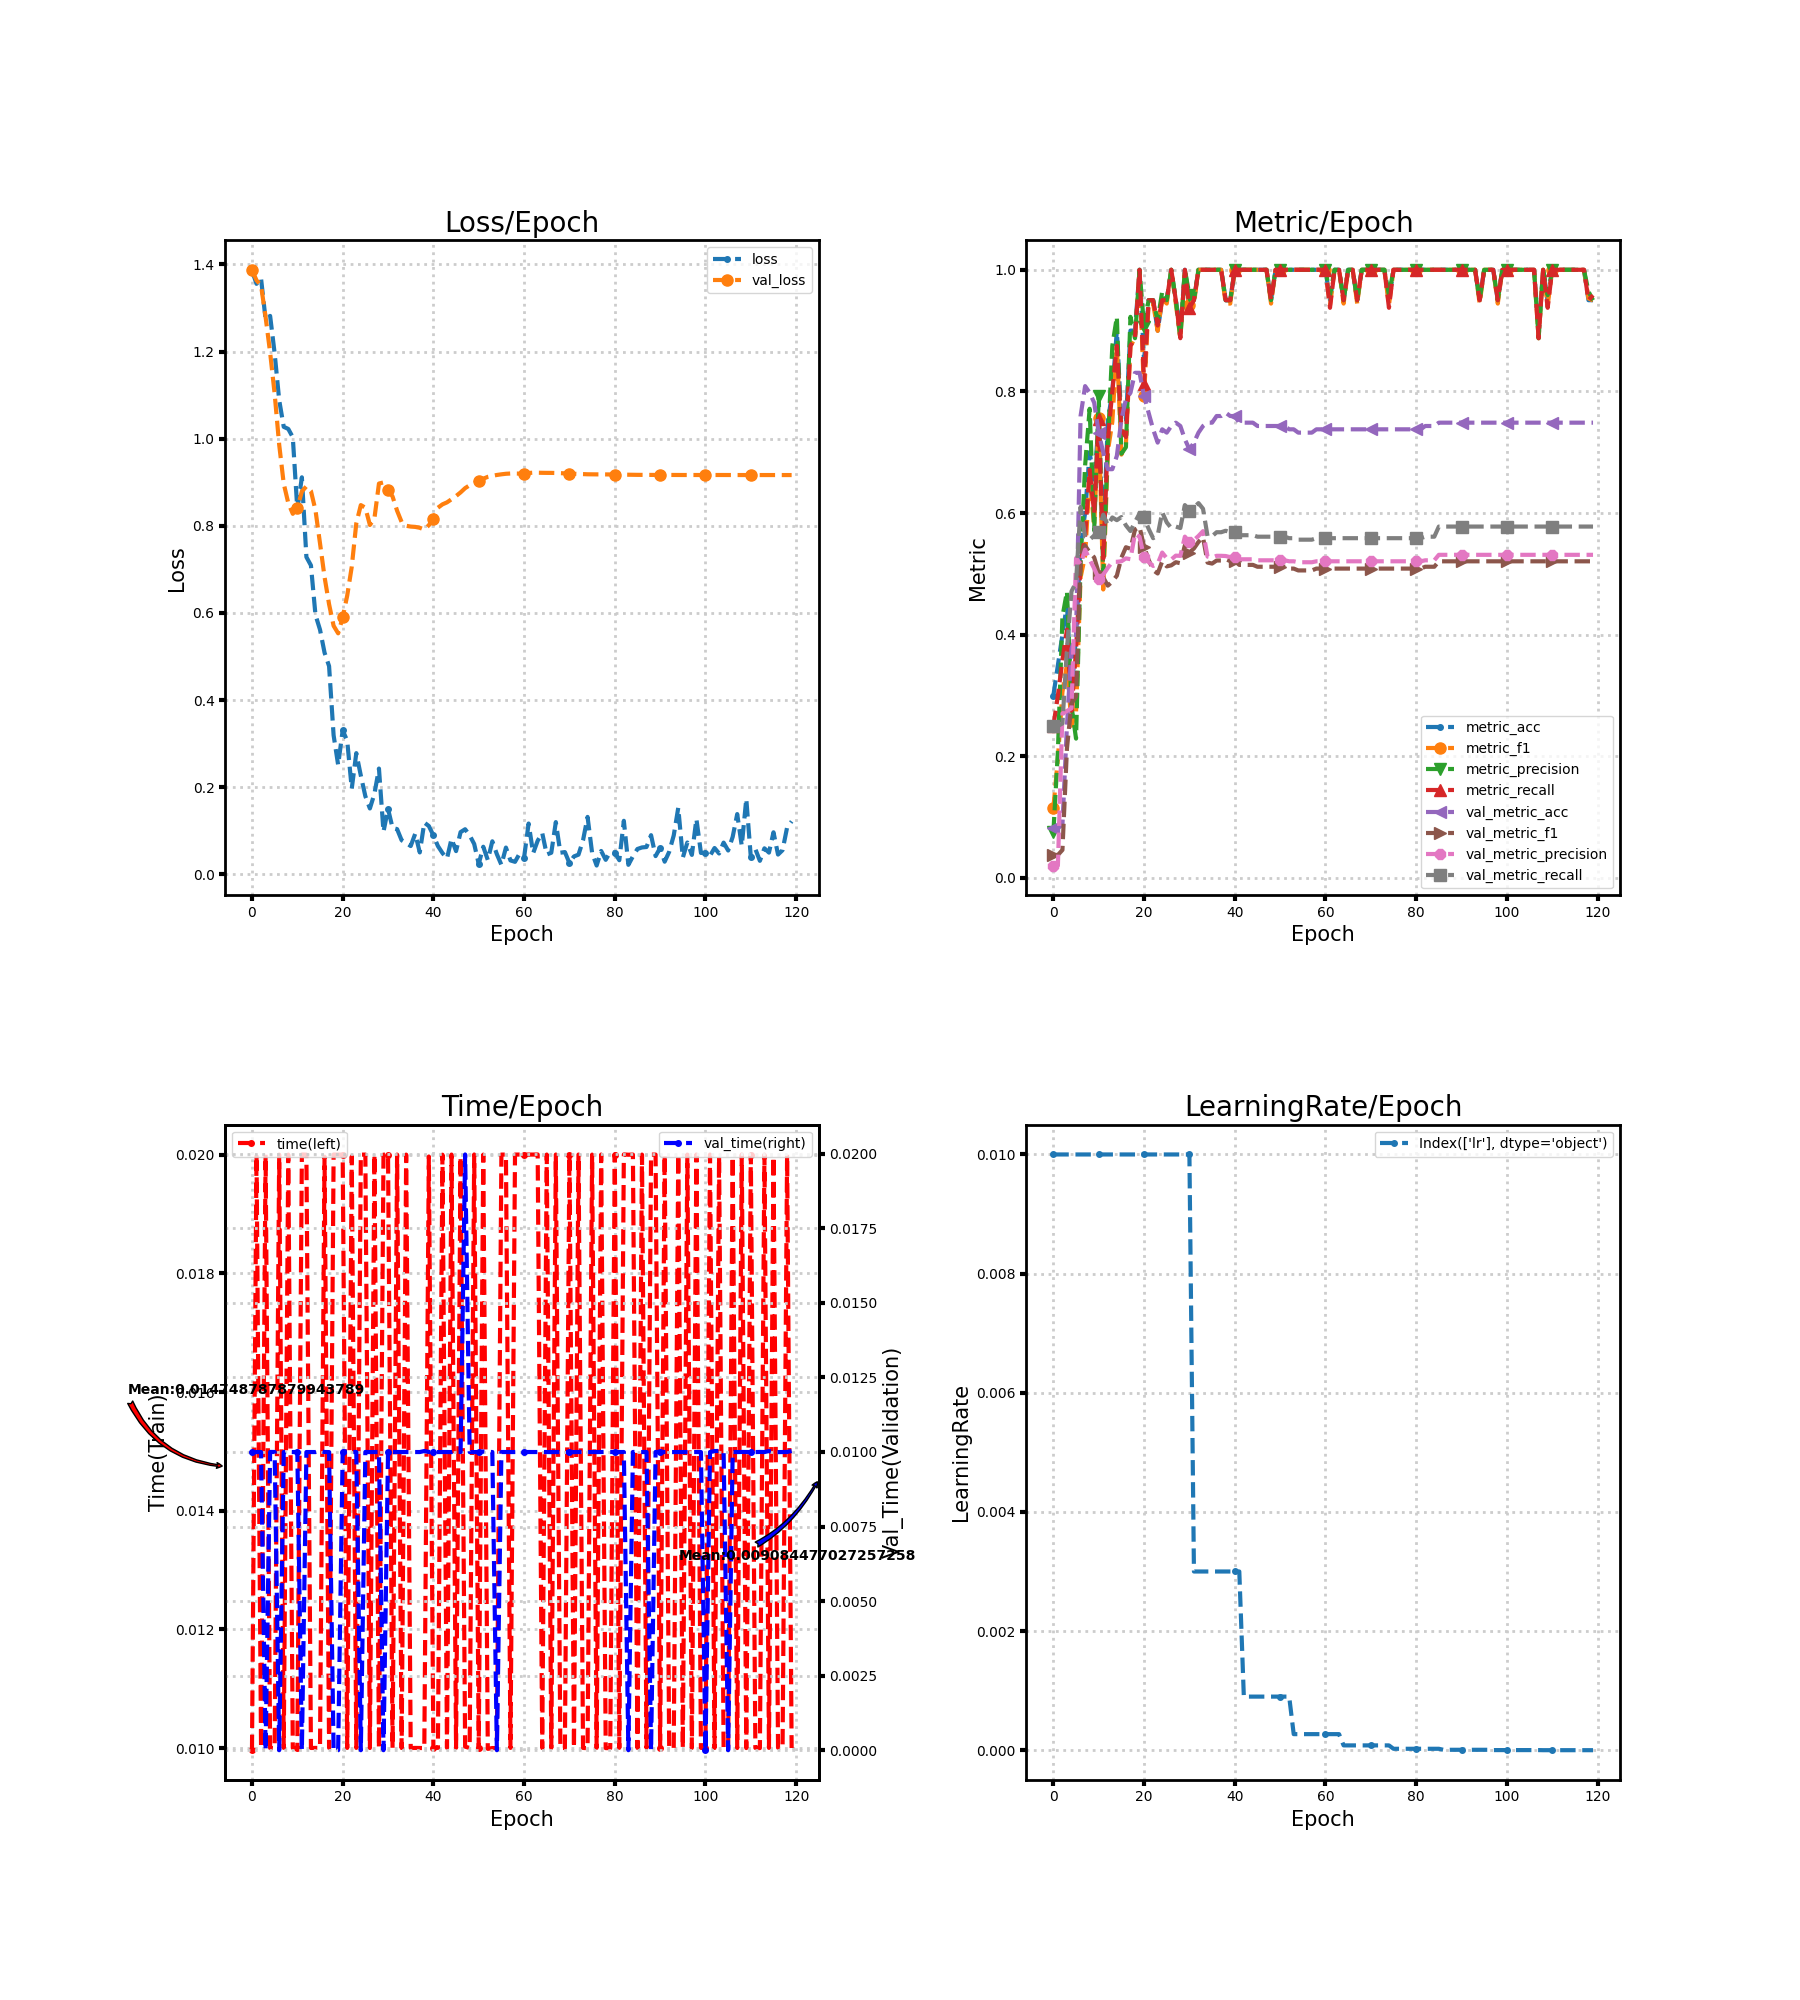 Loss/Epoch
loss
val_loss
1.4
1.2
1.0
0.8
0.6
0.4
0.2
0.0
Loss
0
20
40
60
80
100
120
Epoch
Metric/Epoch
1.0
0.8
0.6
0.4
0.2
0.0
Metric
metric_acc
metric_f1
metric_precision
metric_recall
val_metric_acc
val_metric_f1
val_metric_precision
val_metric_recall
0
20
40
60
80
100
120
Epoch
Time/Epoch
time(left)
val_time(right)
0.020
0.018
0.016
0.014
0.012
0.010
Time(Train)
Mean:0.014748787879943789
0.0200
0.0175
0.0150
0.0125
0.0100
0.0075
0.0050
0.0025
0.0000
Val_Time(Validation)
Mean:0.009084477027257258
0
20
40
60
80
100
120
Epoch
LearningRate/Epoch
Index(['lr'], dtype='object')
0.010
0.008
0.006
0.004
0.002
0.000
LearningRate
0
20
40
60
80
100
120
Epoch